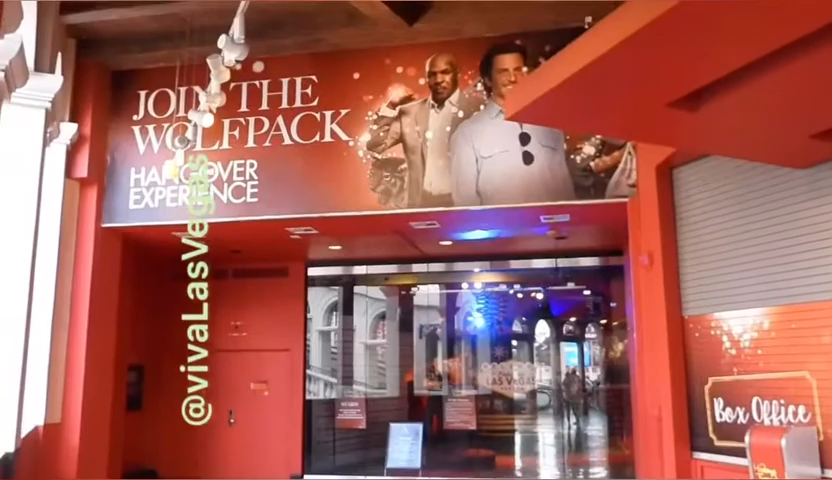 JOIN THE
WOLFPACK
HANGOVER
EXPERIENCE
@vivaLasVegas
LAS VEGAS
Box Office